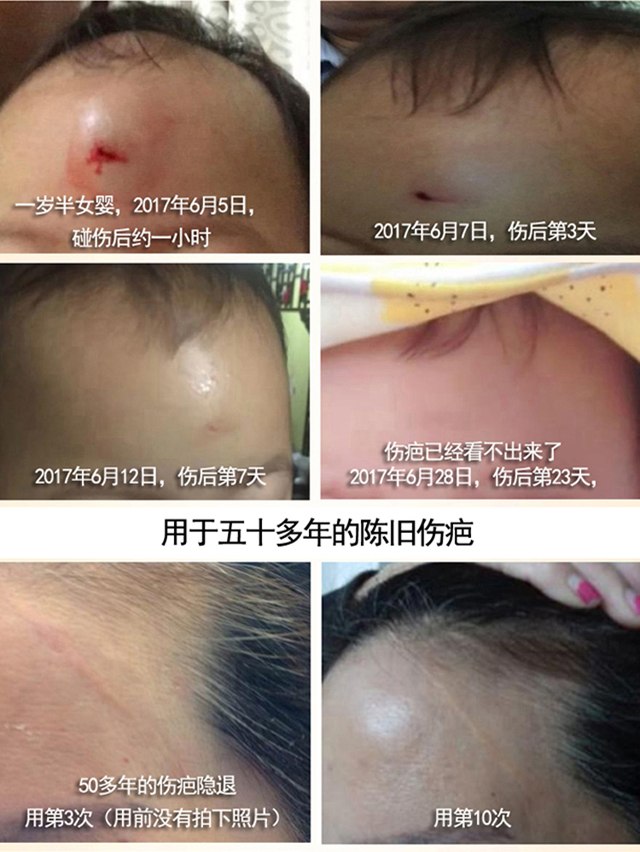 一岁半女婴，2017年6月5日，
碰伤后约一小时
2017年6月7日，伤后第3天
2017年6月12日，伤后第7天
伤疤已经看不出来了
2017年6月28日，伤后第23天，
用于五十多年的陈旧伤疤
50多年的伤疤隐退
用第3次（用前没有拍下照片）
用第10次